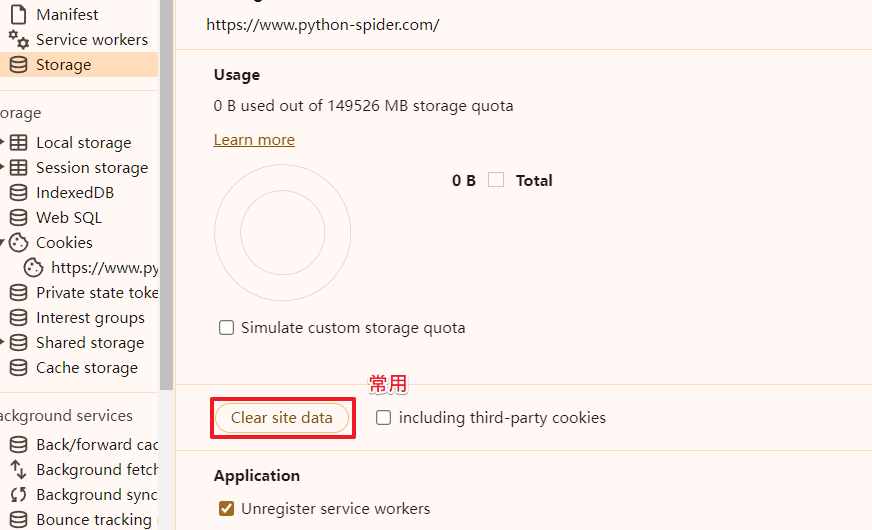 Manifest
Service workers
Storage
orage
Local storage
Session storage
IndexedDB
Web SQL
Cookies
https://www.py
Private state toke
Interest groups
Shared storage
Cache storage
ackground services
Back/forward cac
Background fetch
Background sync
Bounce tracking
https://www.python-spider.com/
Usage
0 B used out of 149526 MB storage quota
Learn more
0 B Total
Simulate custom storage quota
常用
Clear site data including third-party cookies
Application
Unregister service workers